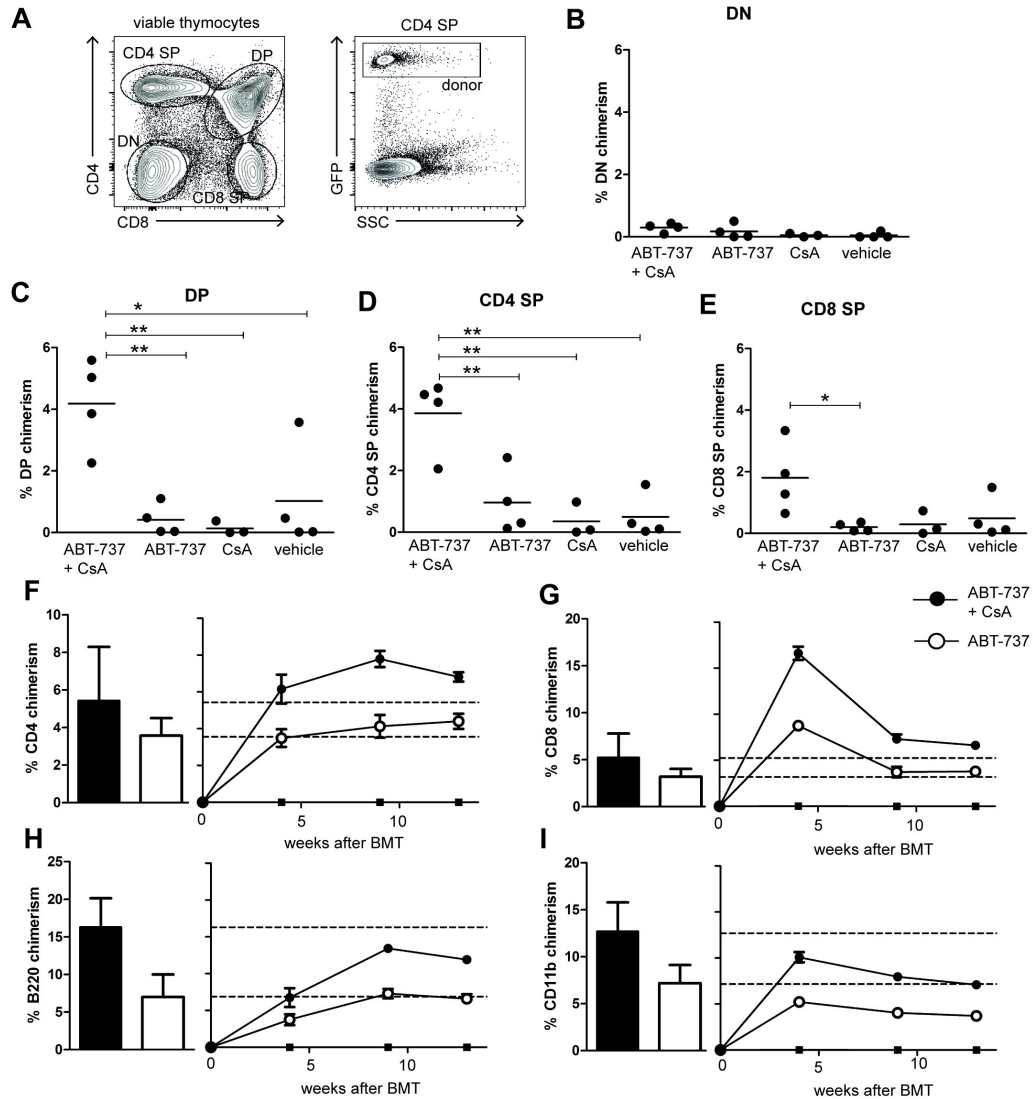 A
viable thymocytes
CD4 SP
DP
DN
CD8 SP
CD4
CD8
CD4 SP
donor
GFP
SSC
B
DN
% DN chimerism
6
4
2
0
ABT-737
+ CsA
ABT-737
CsA
vehicle
C
DP
*
**
**
% DP chimerism
6
4
2
0
ABT-737
+ CsA
ABT-737
CsA
vehicle
D
CD4 SP
**
**
**
% CD4 SP chimerism
6
4
2
0
ABT-737
+ CsA
ABT-737
CsA
vehicle
E
CD8 SP
*
% CD8 SP chimerism
6
4
2
0
ABT-737
+ CsA
ABT-737
CsA
vehicle
F
% CD4 chimerism
10
8
6
4
2
0
0
5
10
weeks after BMT
G
% CD8 chimerism
20
15
10
5
0
0
5
10
weeks after BMT
ABT-737
+ CsA
ABT-737
H
% B220 chimerism
25
20
15
10
5
0
0
5
10
weeks after BMT
I
% CD11b chimerism
20
15
10
5
0
0
5
10
weeks after BMT